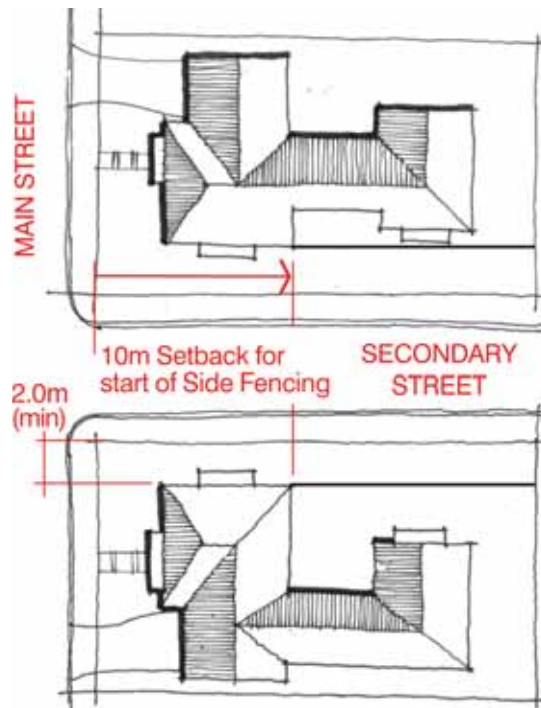 MAIN STREET
10m Setback for
start of Side Fencing
SECONDARY
STREET
2.0m
(min)